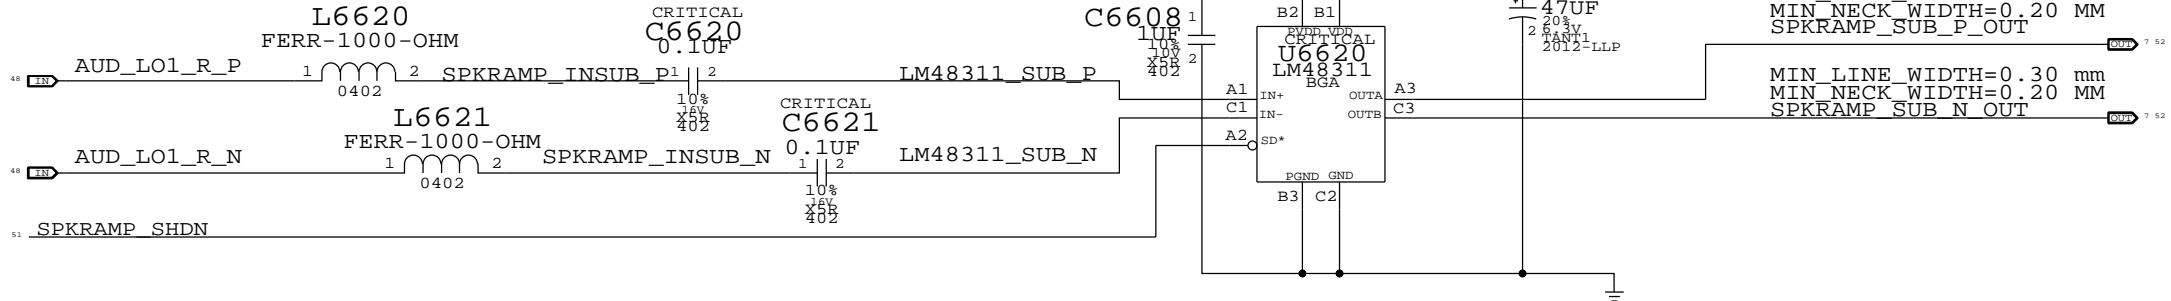 L6620
FERR-1000-OHM
AUD_LO1_R_P
1
2
0402
48
IN
SPKRAMP_INSUB_P
CRITICAL
C6620
0.1UF
1
2
10%
16V
X5R
402
LM48311_SUB_P
L6621
FERR-1000-OHM
AUD_LO1_R_N
1
2
0402
48
IN
SPKRAMP_INSUB_N
CRITICAL
C6621
0.1UF
1
2
10%
16V
X5R
402
LM48311_SUB_N
51
SPKRAMP_SHDN
C6608
1
1UF
10%
10V
X5R
2
402
B2
B1
PVDD
VDD
CRITICAL
U6620
LM48311
BGA
A1
IN+
C1
IN-
A2
SD*
OUTA
A3
OUTB
C3
PGND
GND
B3
C2
47UF
20%
6.3V
2
TANT1
2012-LLP
MIN_NECK_WIDTH=0.20 MM
SPKRAMP_SUB_P_OUT
OUT
7 52
MIN_LINE_WIDTH=0.30 mm
MIN_NECK_WIDTH=0.20 MM
SPKRAMP_SUB_N_OUT
OUT
7 52